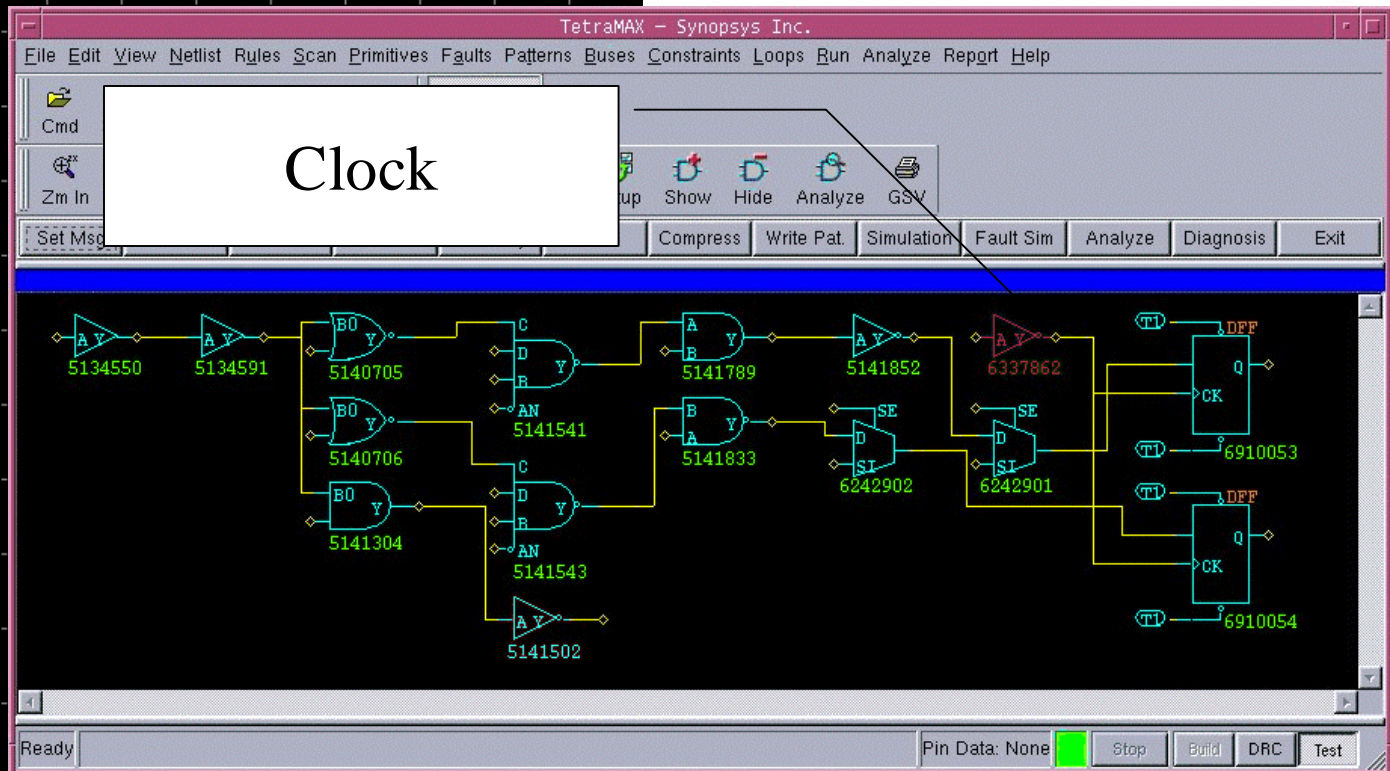 TetraMAX – Synopsys Inc.
File Edit View Netlist Rules Scan Primitives Faults Patterns Buses Constraints Loops Run Analyze Report Help
Cmd
Clock
Zm In Show Hide Analyze GSV
Set Msg Compress Write Pat. Simulation Fault Sim Analyze Diagnosis Exit
A Y 5134550
A Y 5134591
B0 Y 5140705
C D B AN Y 5141541
A B Y 5141789
A Y 5141852
A Y 6337862
T1 DFF Q CK T1 6910053
B0 Y 5140706
C D B AN Y 5141543
B A Y 5141833
SE D SI 6242902
SE D SI 6242901
T1 DFF Q CK T1 6910054
B0 Y 5141304
A Y 5141502
Ready Pin Data: None Stop Build DRC Test